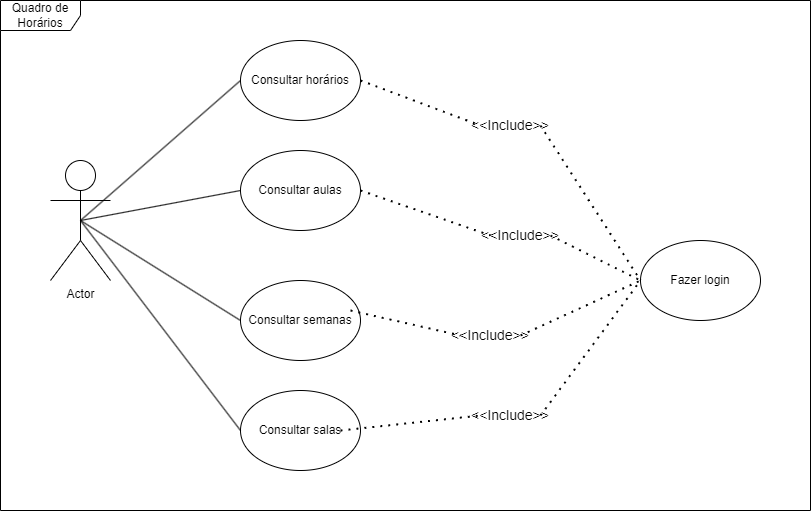 Quadro de
Horários
Consultar horários
<<Include>>
Consultar aulas
<<Include>>
Fazer login
Actor
Consultar semanas
<<Include>>
Consultar salas
<<Include>>